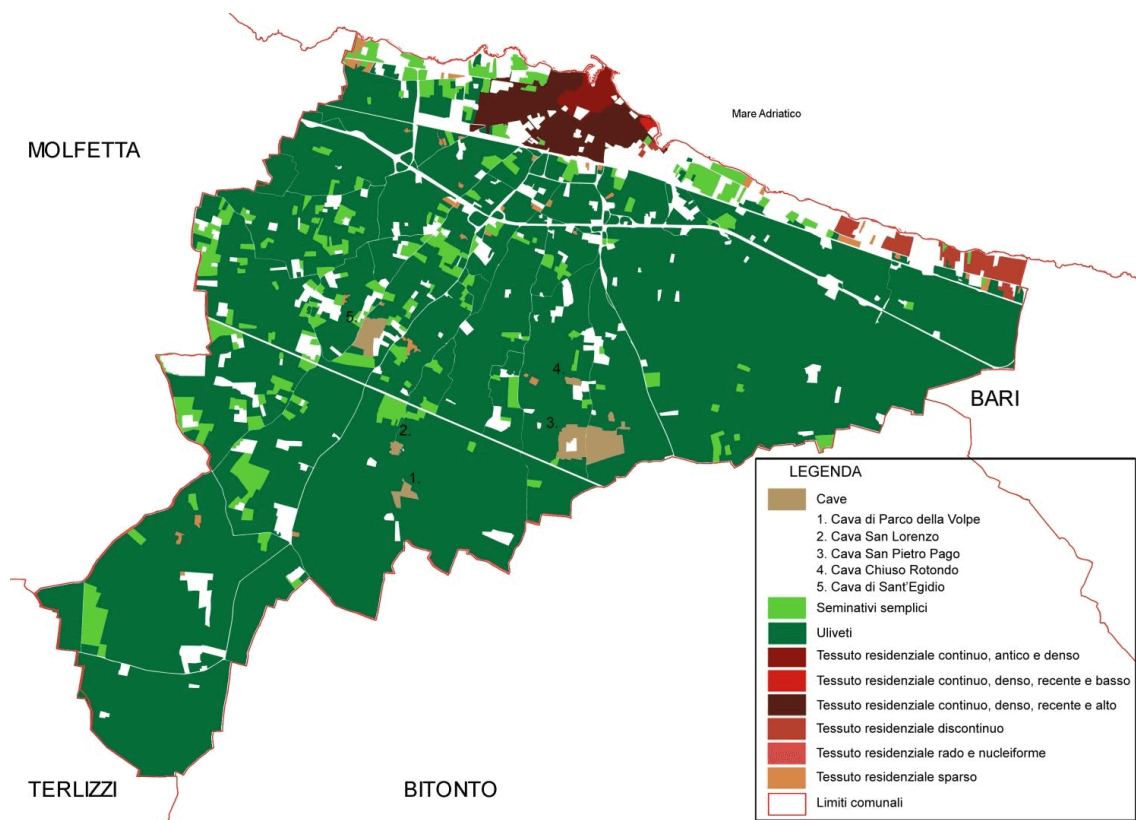 Mare Adriatico
MOLFETTA
5.
4.
BARI
3.
2.
1.
LEGENDA
Cave
1. Cava di Parco della Volpe
2. Cava San Lorenzo
3. Cava San Pietro Pago
4. Cava Chiuso Rotondo
5. Cava di Sant'Egidio
Seminativi semplici
Uliveti
Tessuto residenziale continuo, antico e denso
Tessuto residenziale continuo, denso, recente e basso
Tessuto residenziale continuo, denso, recente e alto
Tessuto residenziale discontinuo
Tessuto residenziale rado e nucleiforme
Tessuto residenziale sparso
Limiti comunali
TERLIZZI
BITONTO